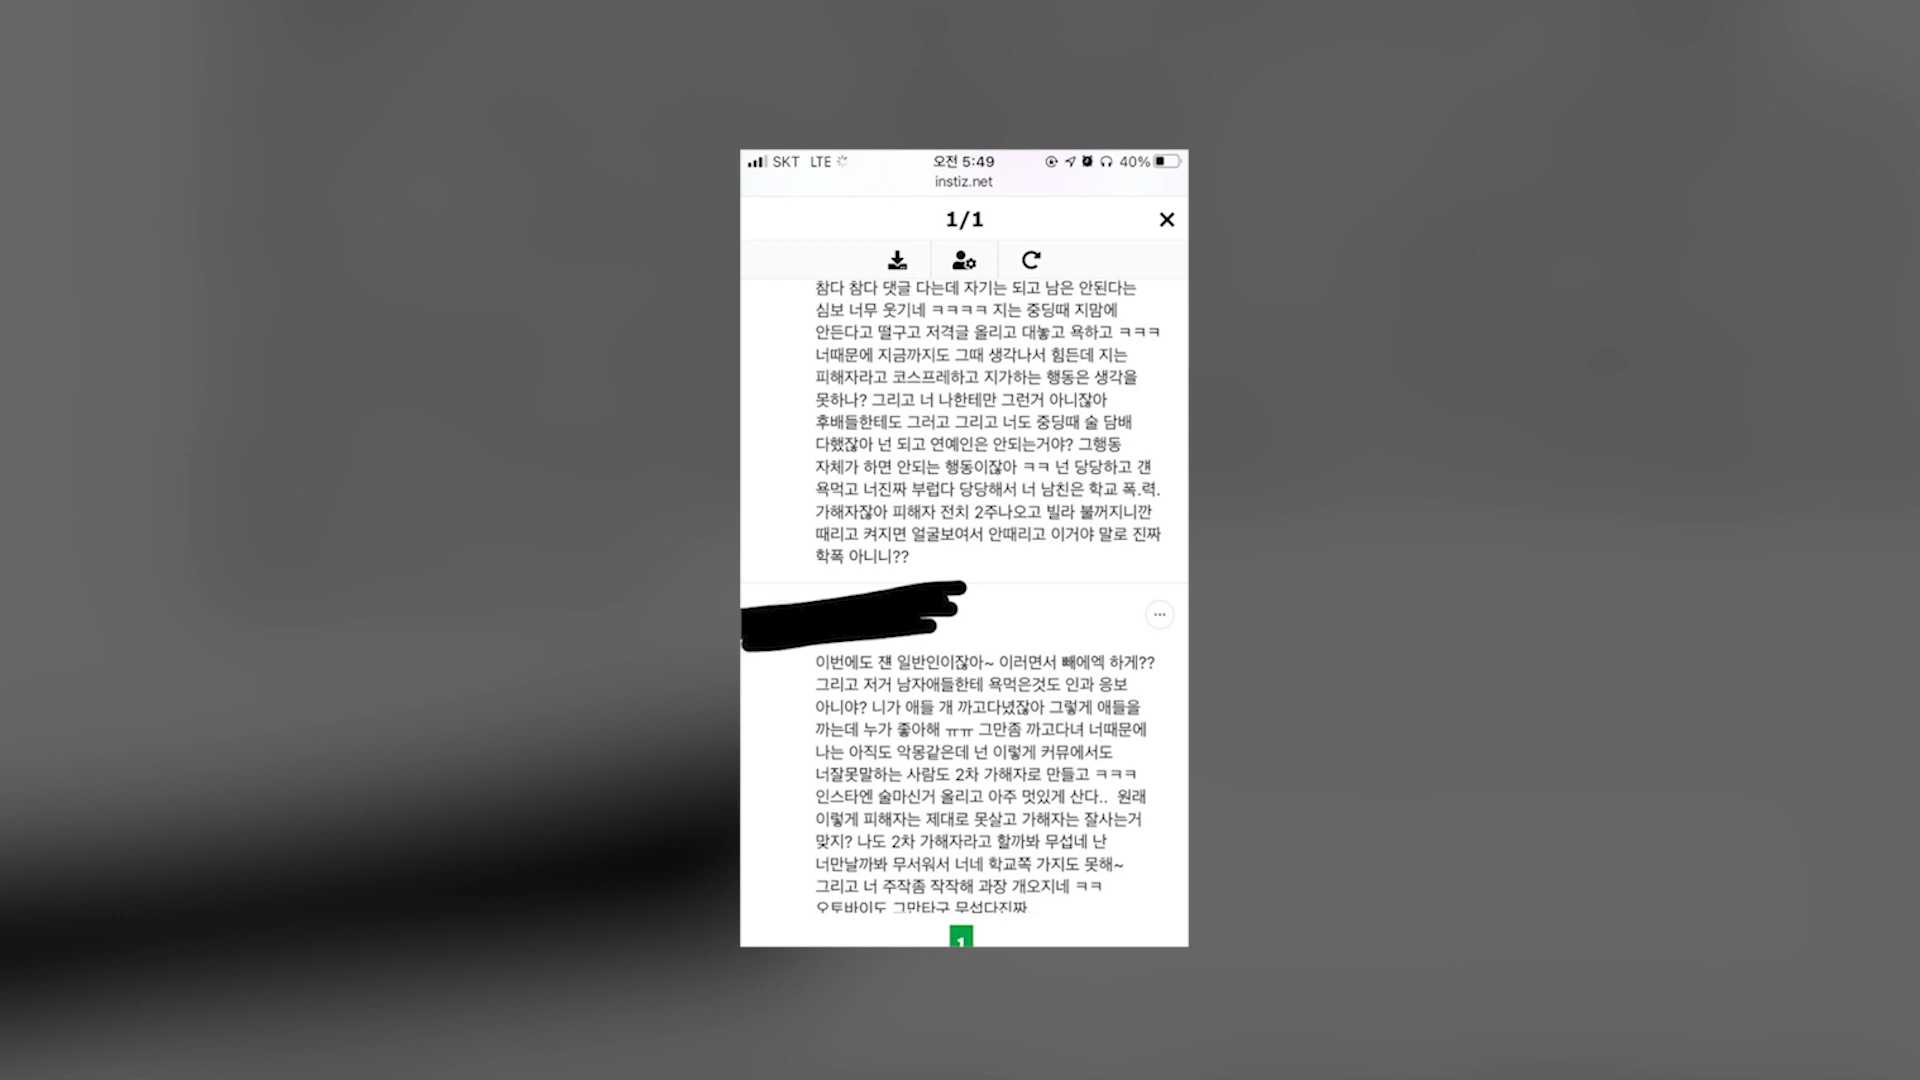 SKT LTE 오전 5:49 40%
instiz.net
1/1
참다 참다 댓글 다는데 자기는 되고 남은 안된다는
심보 너무 웃기네 ㅋㅋㅋㅋ 지는 중딩때 지맘에
안든다고 떨구고 저격글 올리고 대놓고 욕하고 ㅋㅋㅋ
너때문에 지금까지도 그때 생각나서 힘든데 지는
피해자라고 코스프레하고 지가하는 행동은 생각을
못하나? 그리고 너 나한테만 그런거 아니잖아
후배들한테도 그러고 그리고 너도 중딩때 술 담배
다했잖아 넌 되고 연예인은 안되는거야? 그행동
자체가 하면 안되는 행동이잖아 ㅋㅋ 넌 당당하고 걘
욕먹고 너진짜 부럽다 당당해서 너 남친은 학교 폭.력.
가해자잖아 피해자 전치 2주나오고 빌라 불꺼지니깐
때리고 켜지면 얼굴보여서 안때리고 이거야 말로 진짜
학폭 아니니??
이번에도 쟨 일반인이잖아~ 이러면서 빼에엑 하게??
그리고 저거 남자애들한테 욕먹은것도 인과 응보
아니야? 니가 애들 개 까고다녔잖아 그렇게 애들을
까는데 누가 좋아해 ㅠㅠ 그만좀 까고다녀 너때문에
나는 아직도 악몽같은데 넌 이렇게 커뮤에서도
너잘못말하는 사람도 2차 가해자로 만들고 ㅋㅋㅋ
인스타엔 술마신거 올리고 아주 멋있게 산다.. 원래
이렇게 피해자는 제대로 못살고 가해자는 잘사는거
맞지? 나도 2차 가해자라고 할까봐 무섭네 난
너만날까봐 무서워서 너네 학교쪽 가지도 못해~
그리고 너 주작좀 작작해 과장 개오지네 ㅋㅋ
오토바이도 그만타구 무섭다진짜
1